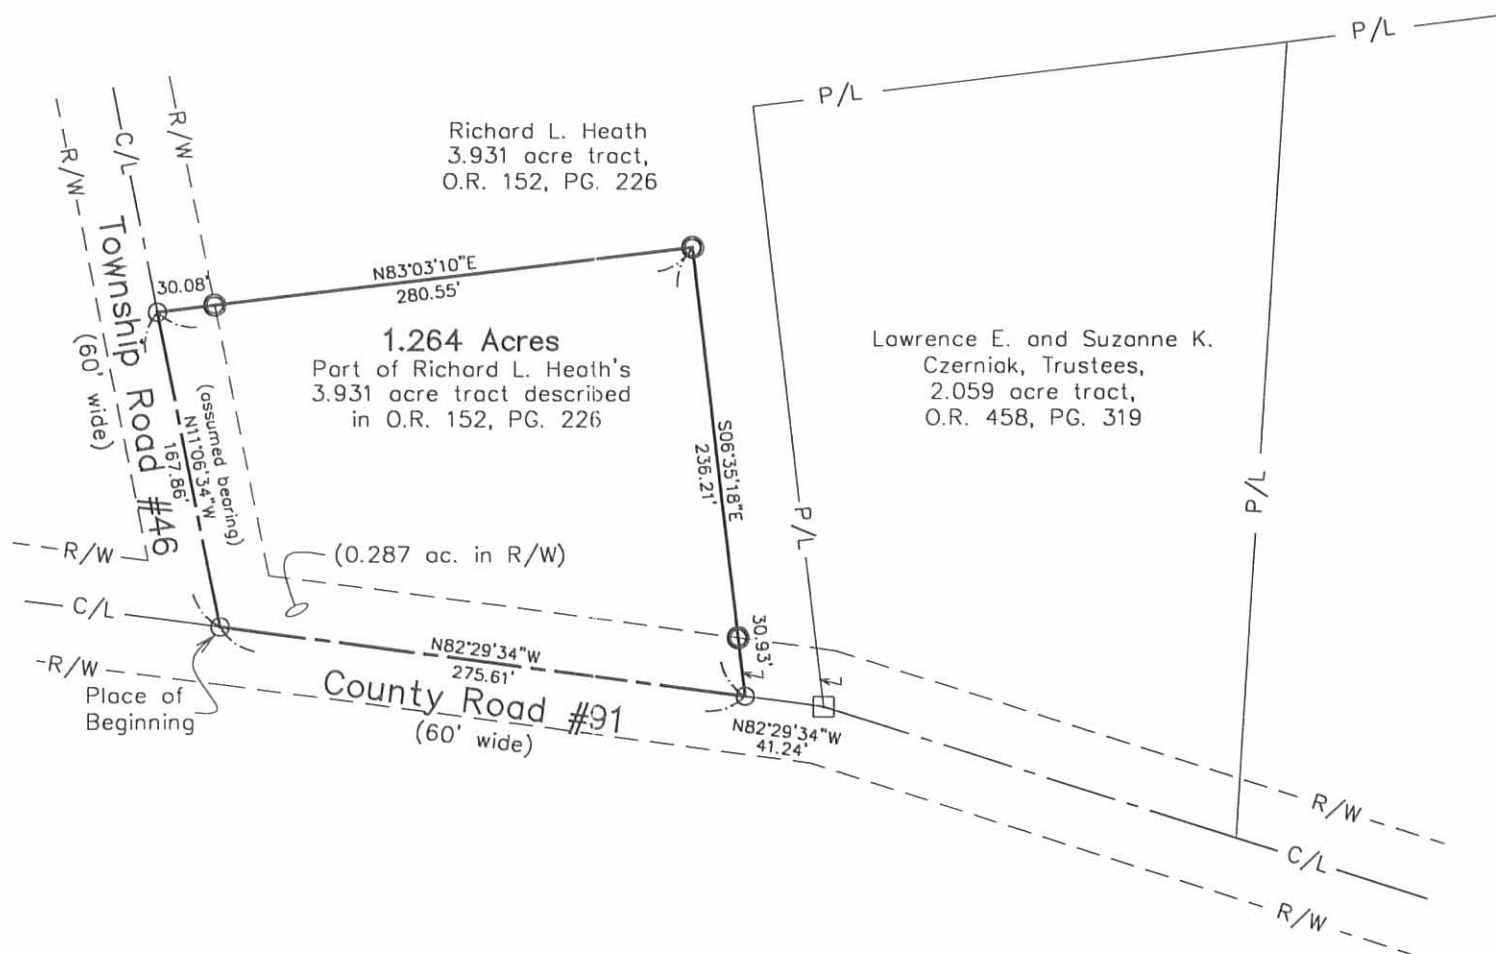 P/L
P/L
R/W
C/L
R/W
Richard L. Heath
3.931 acre tract,
O.R. 152, PG. 226
Township Road #46
(60' wide)
30.08'
N83°03'10"E
280.55'
1.264 Acres
Part of Richard L. Heath's
3.931 acre tract described
in O.R. 152, PG. 226
Lawrence E. and Suzanne K.
Czerniak, Trustees,
2.059 acre tract,
O.R. 458, PG. 319
(assumed bearing)
N11°06'34"W
167.86'
S06°35'18"E
236.21'
P/L
P/L
R/W
(0.287 ac. in R/W)
C/L
30.93'
R/W
Place of
Beginning
N82°29'34"W
275.61'
County Road #91
(60' wide)
N82°29'34"W
41.24'
R/W
C/L
R/W